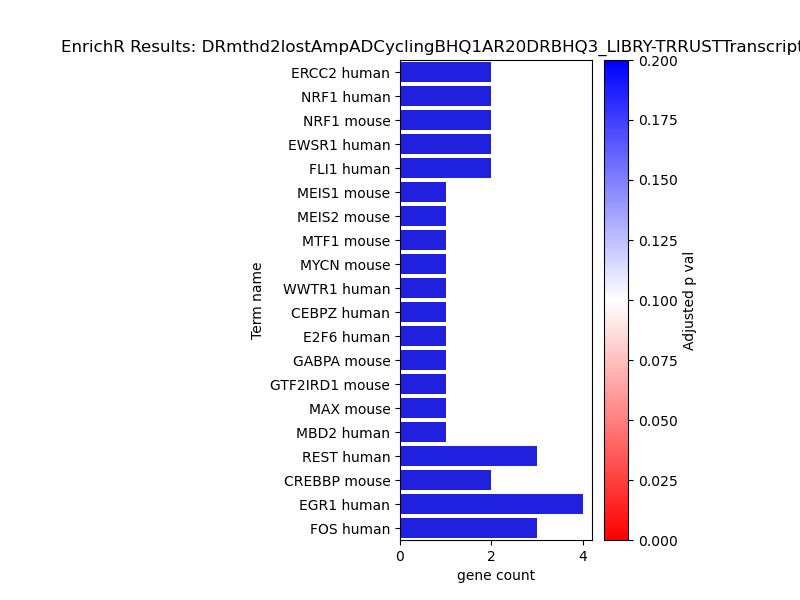 EnrichR Results: DRmthd2lostAmpADCyclingBHQ1AR20DRBHQ3_LIBRY-TRRUSTTranscript
ERCC2 human
NRF1 human
NRF1 mouse
EWSR1 human
FLI1 human
MEIS1 mouse
MEIS2 mouse
MTF1 mouse
MYCN mouse
WWTR1 human
CEBPZ human
E2F6 human
GABPA mouse
GTF2IRD1 mouse
MAX mouse
MBD2 human
REST human
CREBBP mouse
EGR1 human
FOS human
Term name
0 2 4
gene count
0.200
0.175
0.150
0.125
0.100
0.075
0.050
0.025
0.000
Adjusted p val